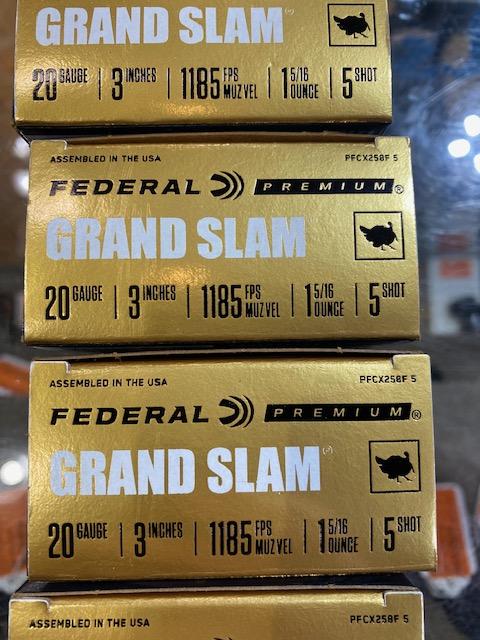 GRAND SLAM
20 GAUGE | 3 INCHES | 1185 FPS MUZ VEL | 1 5/16 OUNCE | 5 SHOT
ASSEMBLED IN THE USA PFCX258F 5
FEDERAL PREMIUM®
GRAND SLAM
20 GAUGE | 3 INCHES | 1185 FPS MUZ VEL | 1 5/16 OUNCE | 5 SHOT
ASSEMBLED IN THE USA PFCX258F 5
FEDERAL PREMIUM®
GRAND SLAM
20 GAUGE | 3 INCHES | 1185 FPS MUZ VEL | 1 5/16 OUNCE | 5 SHOT
ASSEMBLED IN THE USA PFCX258F 5